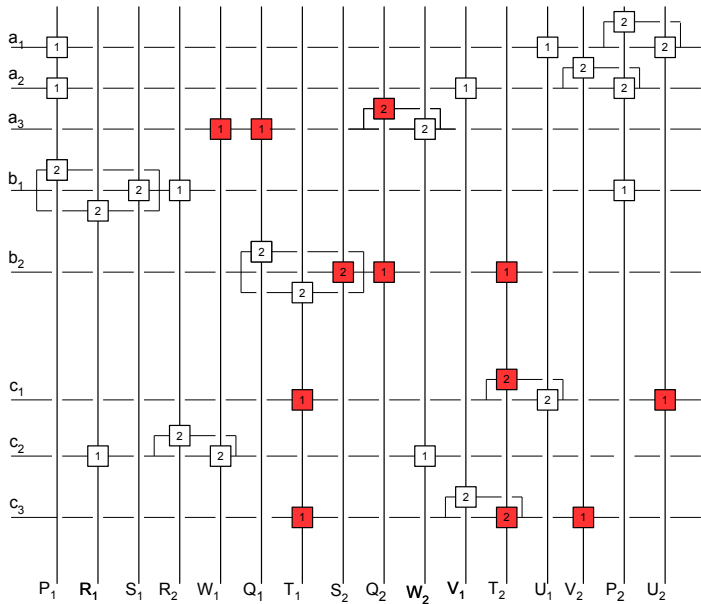 a₁ 1 1 2 2
a₂ 1 1 2 2
a₃ 1 1 2 2
b₁ 2 2 2 1 1
b₂ 2 2 2 1 1
c₁ 1 2 2 1
c₂ 1 2 2 1
c₃ 1 2 2 1
P₁ R₁ S₁ R₂ W₁ Q₁ T₁ S₂ Q₂ W₂ V₁ T₂ U₁ V₂ P₂ U₂